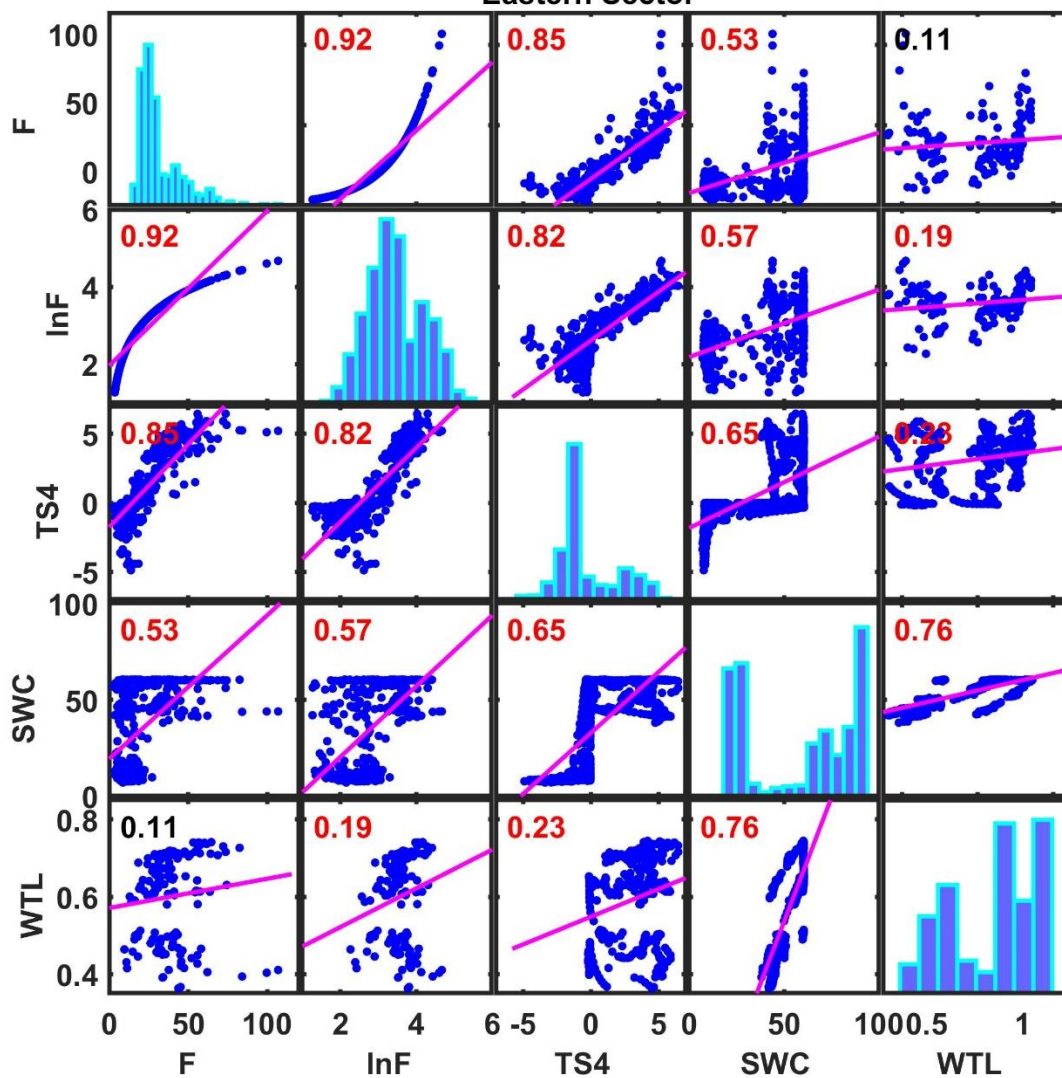 Eastern Sector
100 0.92 0.85 0.53 0.11
50
F
0
6
0.92 0.82 0.57 0.19
lnF
4
2
5 0.85 0.82 0.65 0.23
TS4
0
-5
100
0.53 0.57 0.65 0.76
SWC
50
0
0.8 0.11 0.19 0.23 0.76
WTL
0.6
0.4
0 50 100 2 4 6 -5 0 5 0 50 100 0.5 1
F lnF TS4 SWC WTL